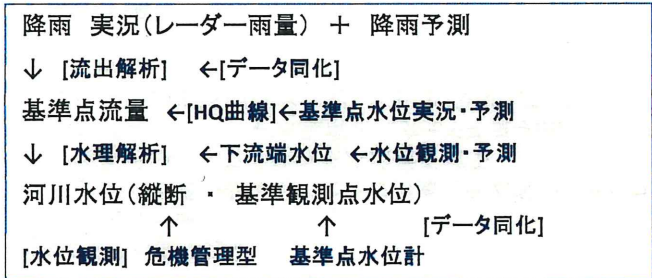 降雨 実況(レーダー雨量) + 降雨予測
↓ [流出解析] ←[データ同化]
基準点流量 ←[HQ曲線]←基準点水位実況・予測
↓ [水理解析] ←下流端水位 ←水位観測・予測
河川水位(縦断 ・ 基準観測点水位)
↑ ↑ [データ同化]
[水位観測] 危機管理型 基準点水位計